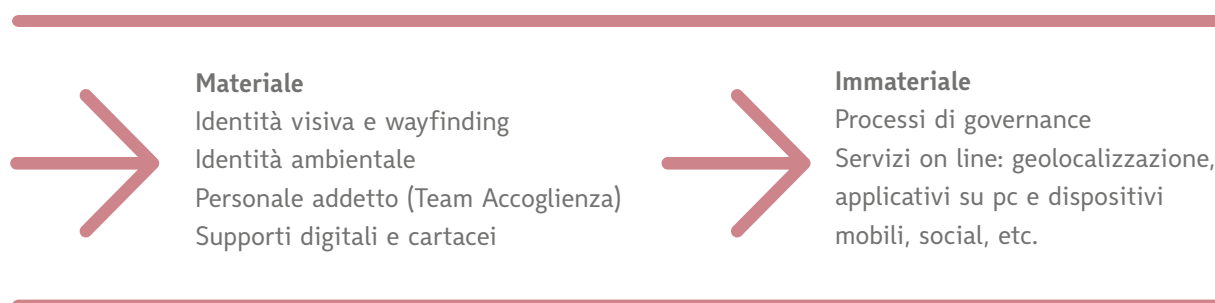 Materiale
Identità visiva e wayfinding
Identità ambientale
Personale addetto (Team Accoglienza)
Supporti digitali e cartacei
Immateriale
Processi di governance
Servizi on line: geolocalizzazione,
applicativi su pc e dispositivi
mobili, social, etc.